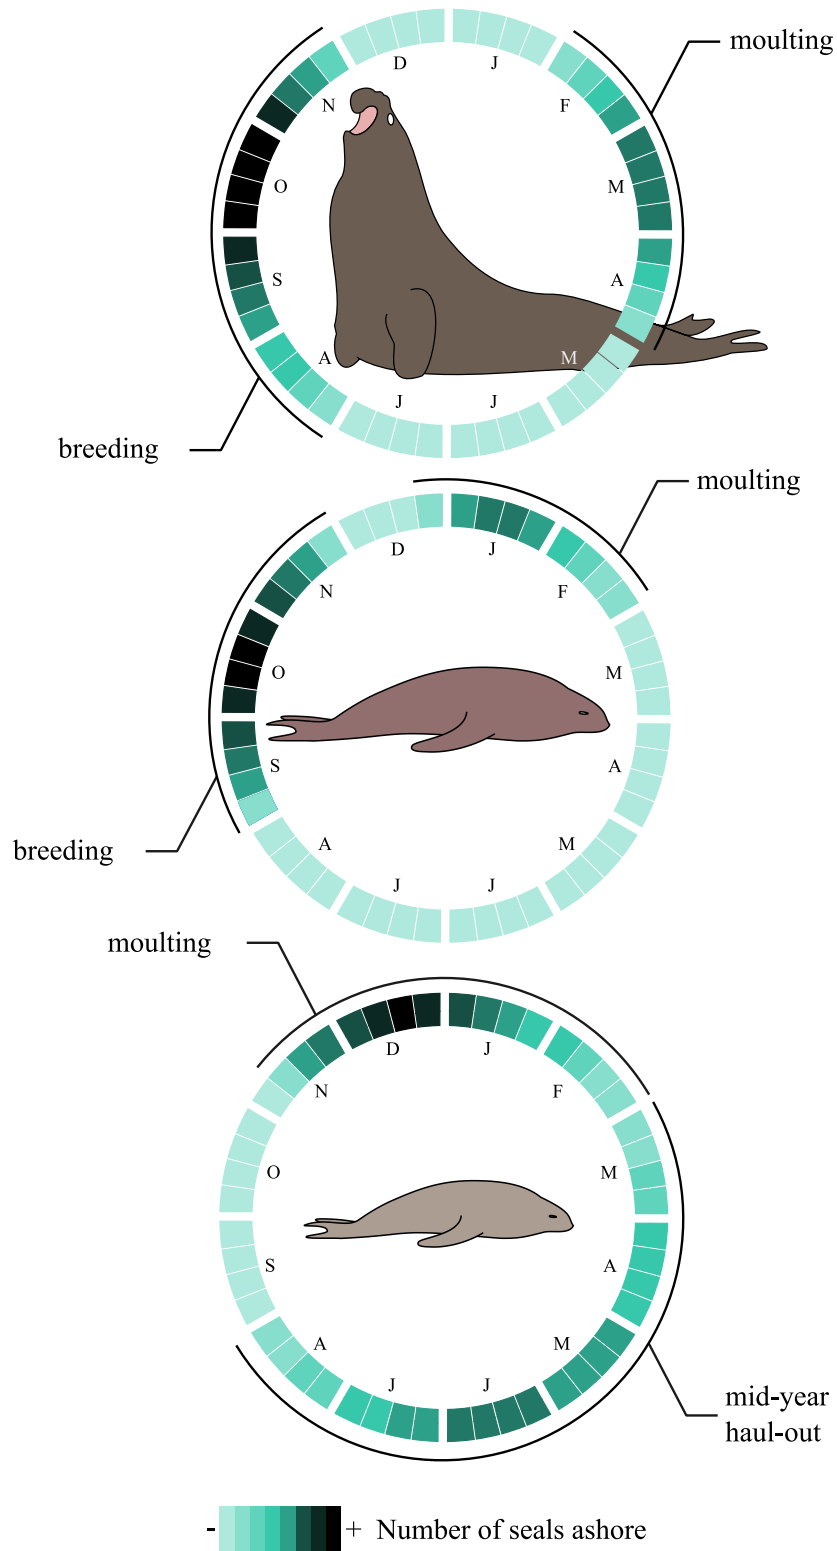 moulting
D
J
N
F
O
M
S
A
A
M
J
J
breeding
moulting
D
J
N
F
O
M
S
A
A
M
J
J
breeding
moulting
D
J
N
F
O
M
S
A
A
M
J
J
mid-year
haul-out
- + Number of seals ashore